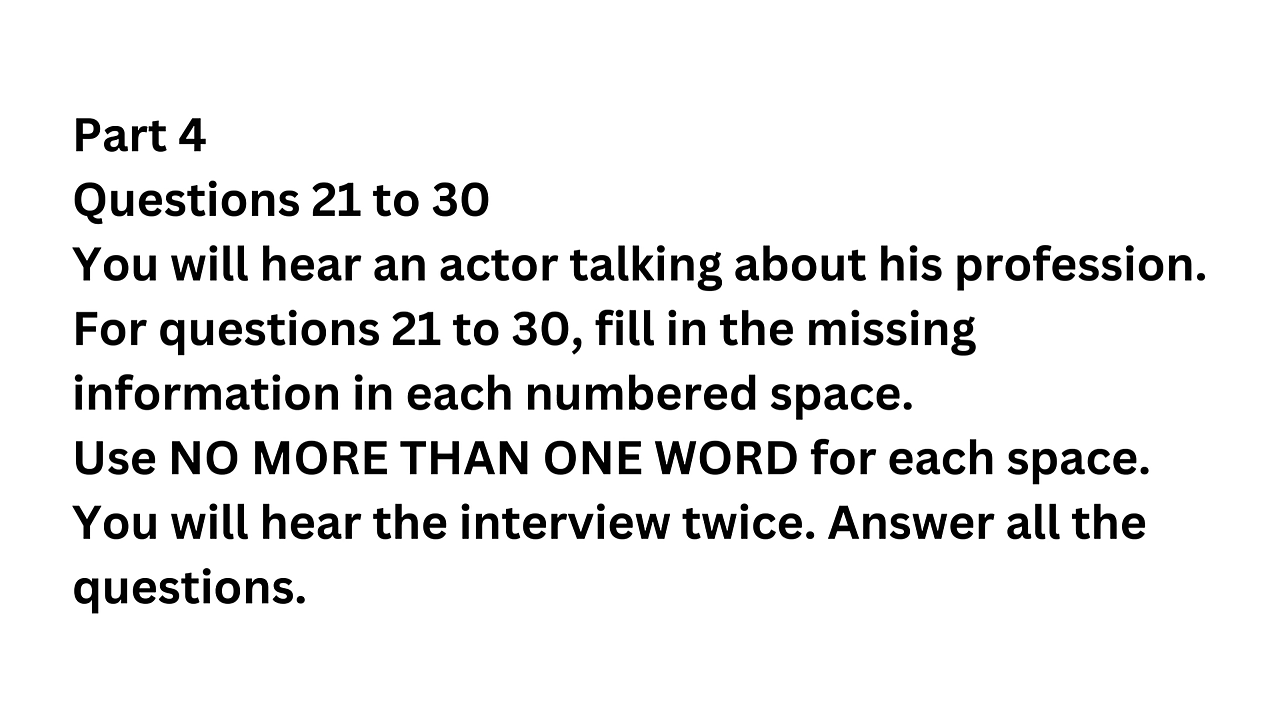 Part 4
Questions 21 to 30
You will hear an actor talking about his profession.
For questions 21 to 30, fill in the missing
information in each numbered space.
Use NO MORE THAN ONE WORD for each space.
You will hear the interview twice. Answer all the
questions.